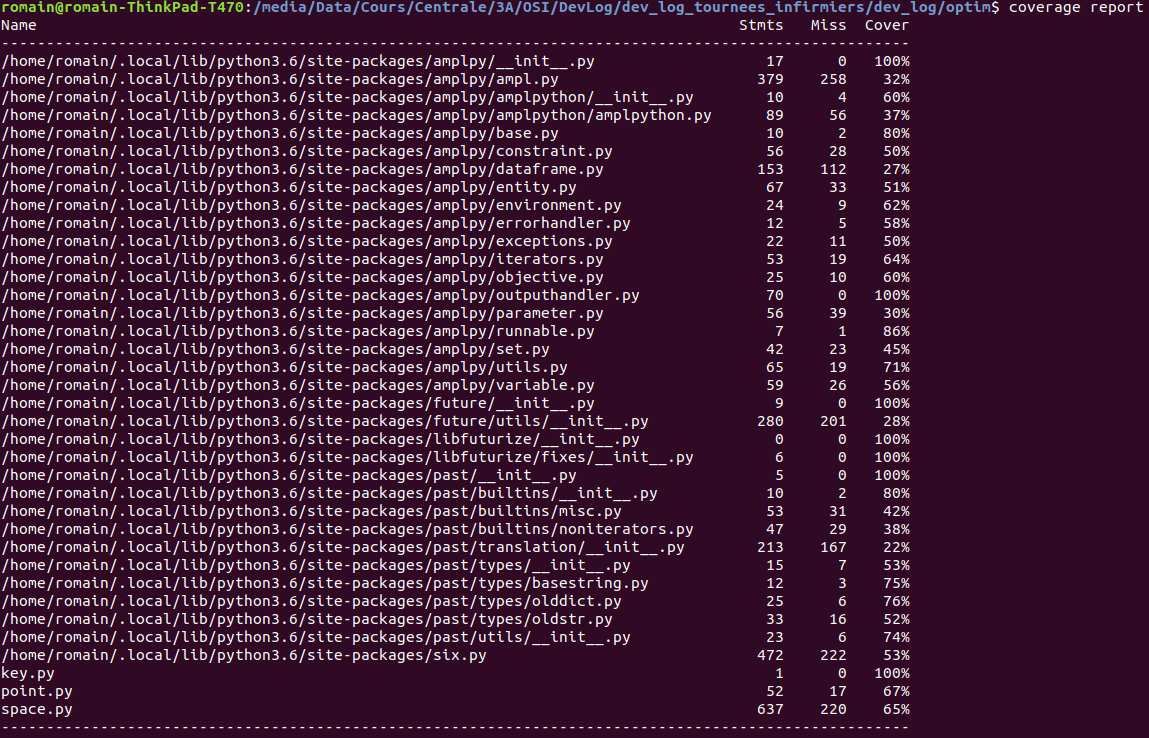 romain@romain-ThinkPad-T470:/media/Data/Cours/Centrale/3A/OSI/DevLog/dev_log_tournees_infirmiers/dev_log/optim$ coverage report
Name Stmts Miss Cover
-----------------------------------------------------------------------------------------------------
/home/romain/.local/lib/python3.6/site-packages/amplpy/__init__.py 17 0 100%
/home/romain/.local/lib/python3.6/site-packages/amplpy/ampl.py 379 258 32%
/home/romain/.local/lib/python3.6/site-packages/amplpy/amplpython/__init__.py 10 4 60%
/home/romain/.local/lib/python3.6/site-packages/amplpy/amplpython/amplpython.py 89 56 37%
/home/romain/.local/lib/python3.6/site-packages/amplpy/base.py 10 2 80%
/home/romain/.local/lib/python3.6/site-packages/amplpy/constraint.py 56 28 50%
/home/romain/.local/lib/python3.6/site-packages/amplpy/dataframe.py 153 112 27%
/home/romain/.local/lib/python3.6/site-packages/amplpy/entity.py 67 33 51%
/home/romain/.local/lib/python3.6/site-packages/amplpy/environment.py 24 9 62%
/home/romain/.local/lib/python3.6/site-packages/amplpy/errorhandler.py 12 5 58%
/home/romain/.local/lib/python3.6/site-packages/amplpy/exceptions.py 22 11 50%
/home/romain/.local/lib/python3.6/site-packages/amplpy/iterators.py 53 19 64%
/home/romain/.local/lib/python3.6/site-packages/amplpy/objective.py 25 10 60%
/home/romain/.local/lib/python3.6/site-packages/amplpy/outputhandler.py 70 0 100%
/home/romain/.local/lib/python3.6/site-packages/amplpy/parameter.py 56 39 30%
/home/romain/.local/lib/python3.6/site-packages/amplpy/runnable.py 7 1 86%
/home/romain/.local/lib/python3.6/site-packages/amplpy/set.py 42 23 45%
/home/romain/.local/lib/python3.6/site-packages/amplpy/utils.py 65 19 71%
/home/romain/.local/lib/python3.6/site-packages/amplpy/variable.py 59 26 56%
/home/romain/.local/lib/python3.6/site-packages/future/__init__.py 9 0 100%
/home/romain/.local/lib/python3.6/site-packages/future/utils/__init__.py 280 201 28%
/home/romain/.local/lib/python3.6/site-packages/libfuturize/__init__.py 0 0 100%
/home/romain/.local/lib/python3.6/site-packages/libfuturize/fixes/__init__.py 6 0 100%
/home/romain/.local/lib/python3.6/site-packages/past/__init__.py 5 0 100%
/home/romain/.local/lib/python3.6/site-packages/past/builtins/__init__.py 10 2 80%
/home/romain/.local/lib/python3.6/site-packages/past/builtins/misc.py 53 31 42%
/home/romain/.local/lib/python3.6/site-packages/past/builtins/noniterators.py 47 29 38%
/home/romain/.local/lib/python3.6/site-packages/past/translation/__init__.py 213 167 22%
/home/romain/.local/lib/python3.6/site-packages/past/types/__init__.py 15 7 53%
/home/romain/.local/lib/python3.6/site-packages/past/types/basestring.py 12 3 75%
/home/romain/.local/lib/python3.6/site-packages/past/types/olddict.py 25 6 76%
/home/romain/.local/lib/python3.6/site-packages/past/types/oldstr.py 33 16 52%
/home/romain/.local/lib/python3.6/site-packages/past/utils/__init__.py 23 6 74%
/home/romain/.local/lib/python3.6/site-packages/six.py 472 222 53%
key.py 1 0 100%
point.py 52 17 67%
space.py 637 220 65%
-----------------------------------------------------------------------------------------------------